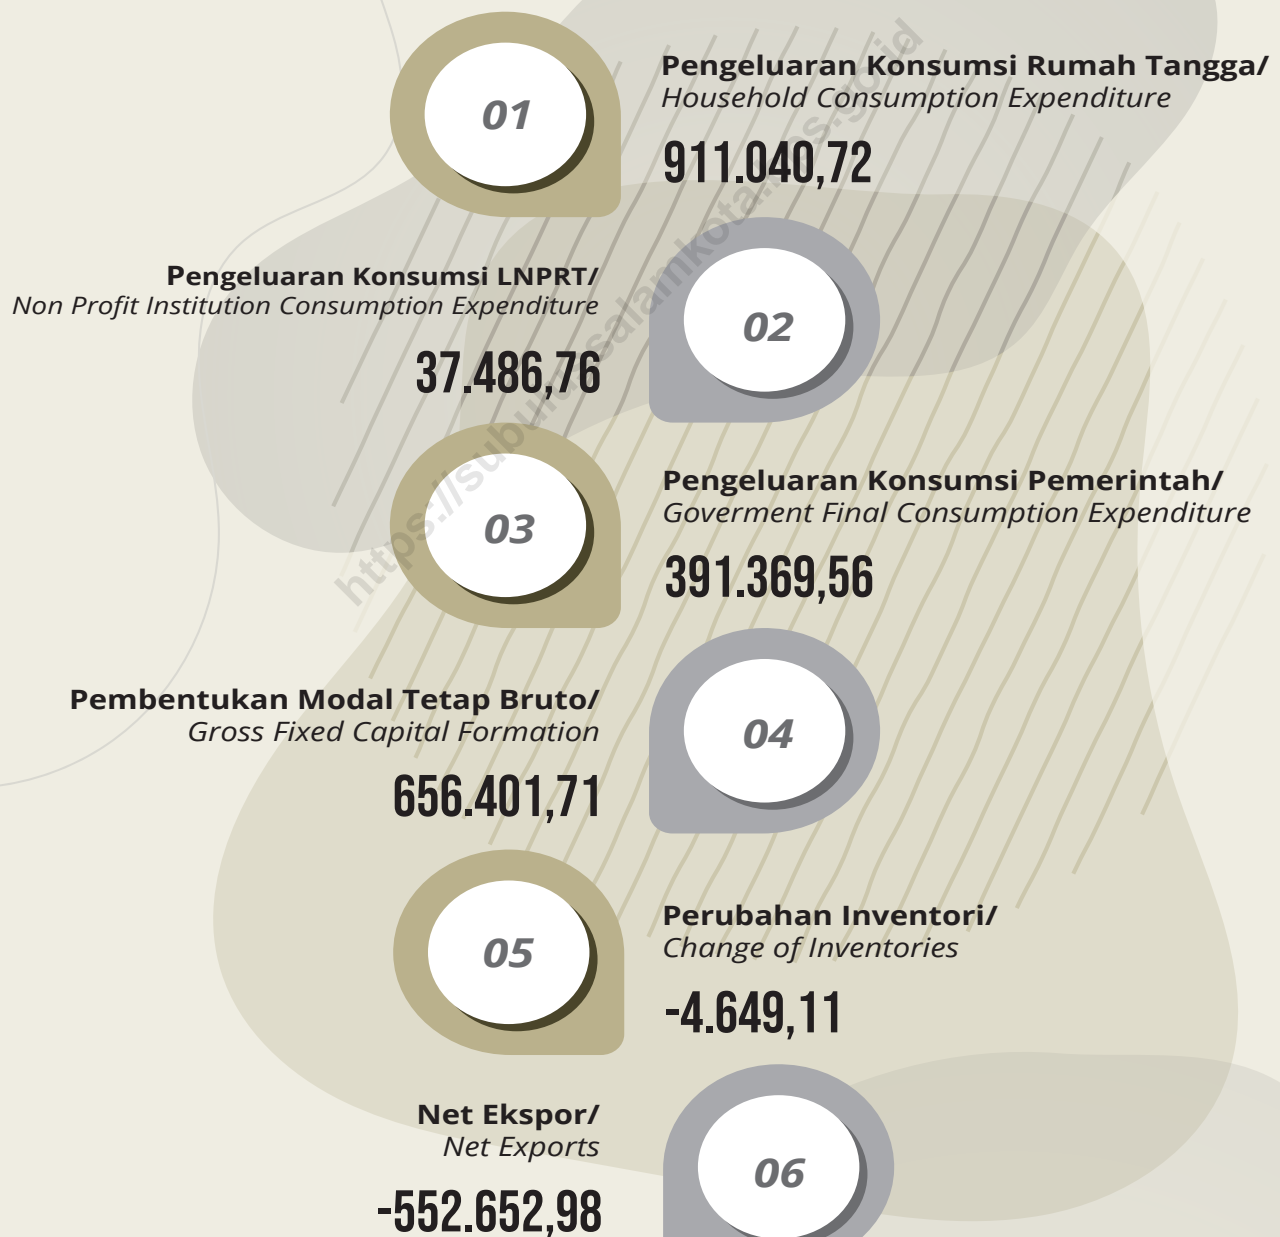 01
Pengeluaran Konsumsi Rumah Tangga/
Household Consumption Expenditure
911.040,72
Pengeluaran Konsumsi LNPRT/
Non Profit Institution Consumption Expenditure
37.486,76
02
03
Pengeluaran Konsumsi Pemerintah/
Goverment Final Consumption Expenditure
391.369,56
Pembentukan Modal Tetap Bruto/
Gross Fixed Capital Formation
656.401,71
04
05
Perubahan Inventori/
Change of Inventories
-4.649,11
Net Ekspor/
Net Exports
-552.652,98
06